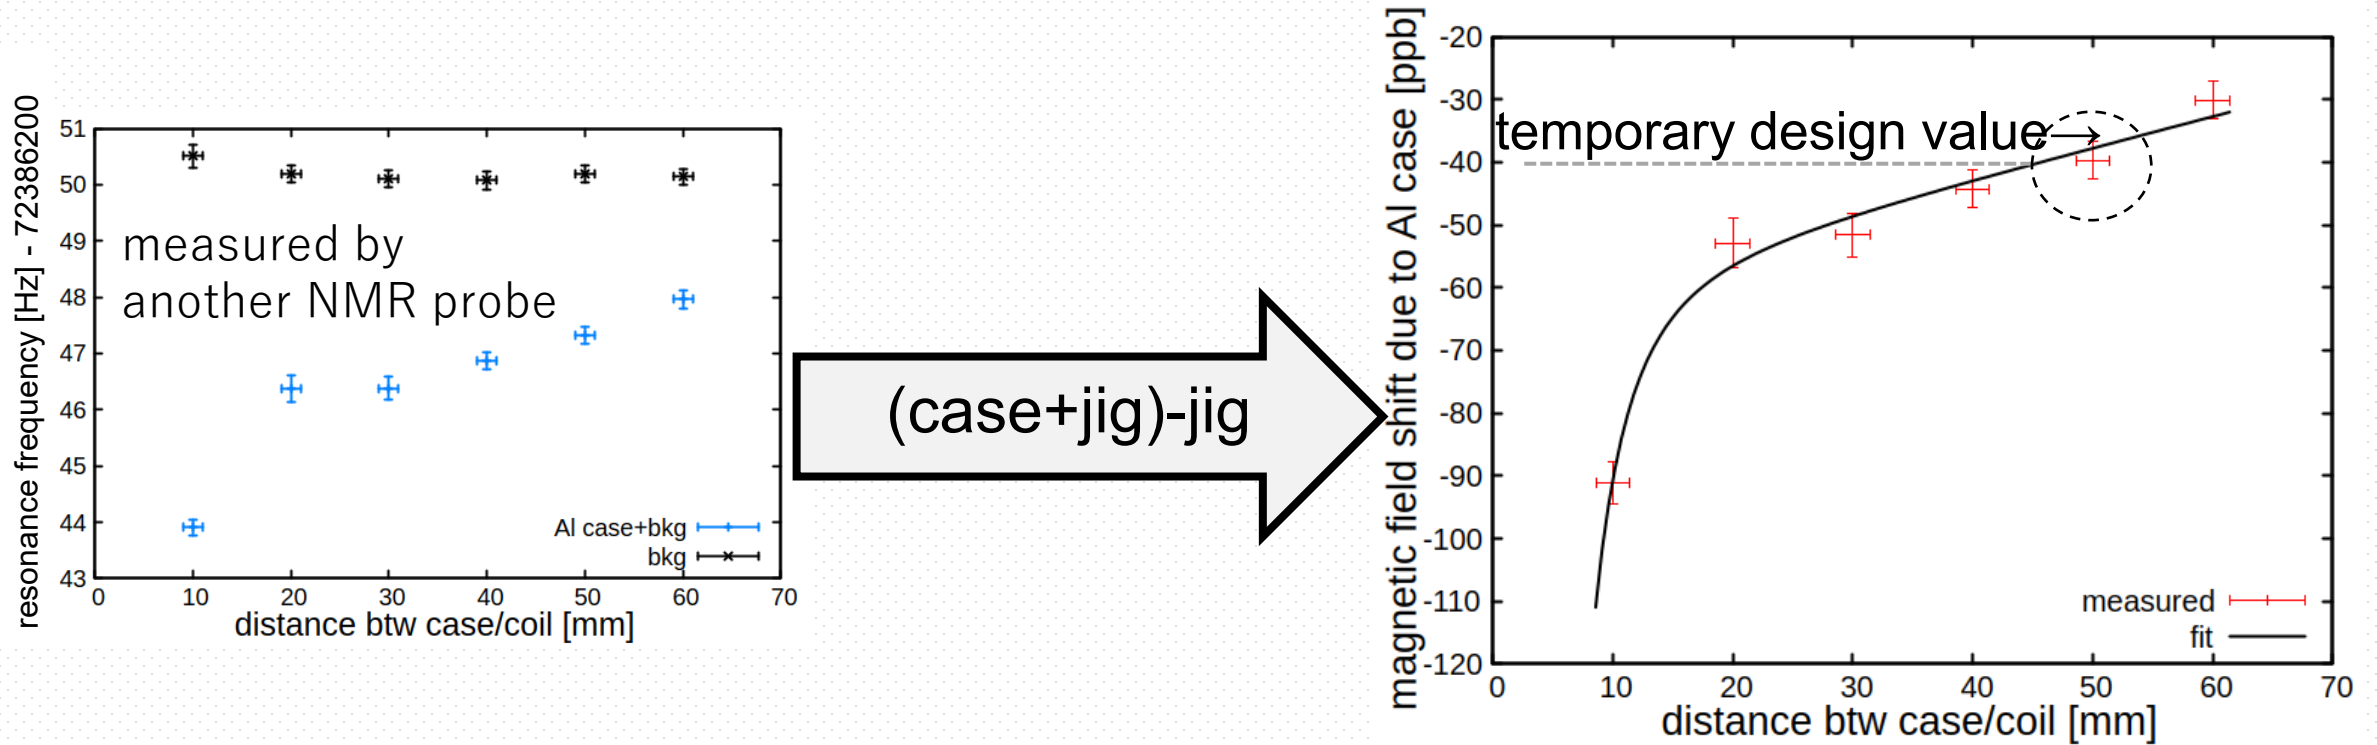 resonance frequency [Hz] - 72386200
51
50
49
48
47
46
45
44
43
measured by
another NMR probe
Al case+bkg
bkg
0 10 20 30 40 50 60 70
distance btw case/coil [mm]
(case+jig)-jig
magnetic field shift due to Al case [ppb]
-20
-30
-40
-50
-60
-70
-80
-90
-100
-110
-120
temporary design value→
measured
fit
0 10 20 30 40 50 60 70
distance btw case/coil [mm]